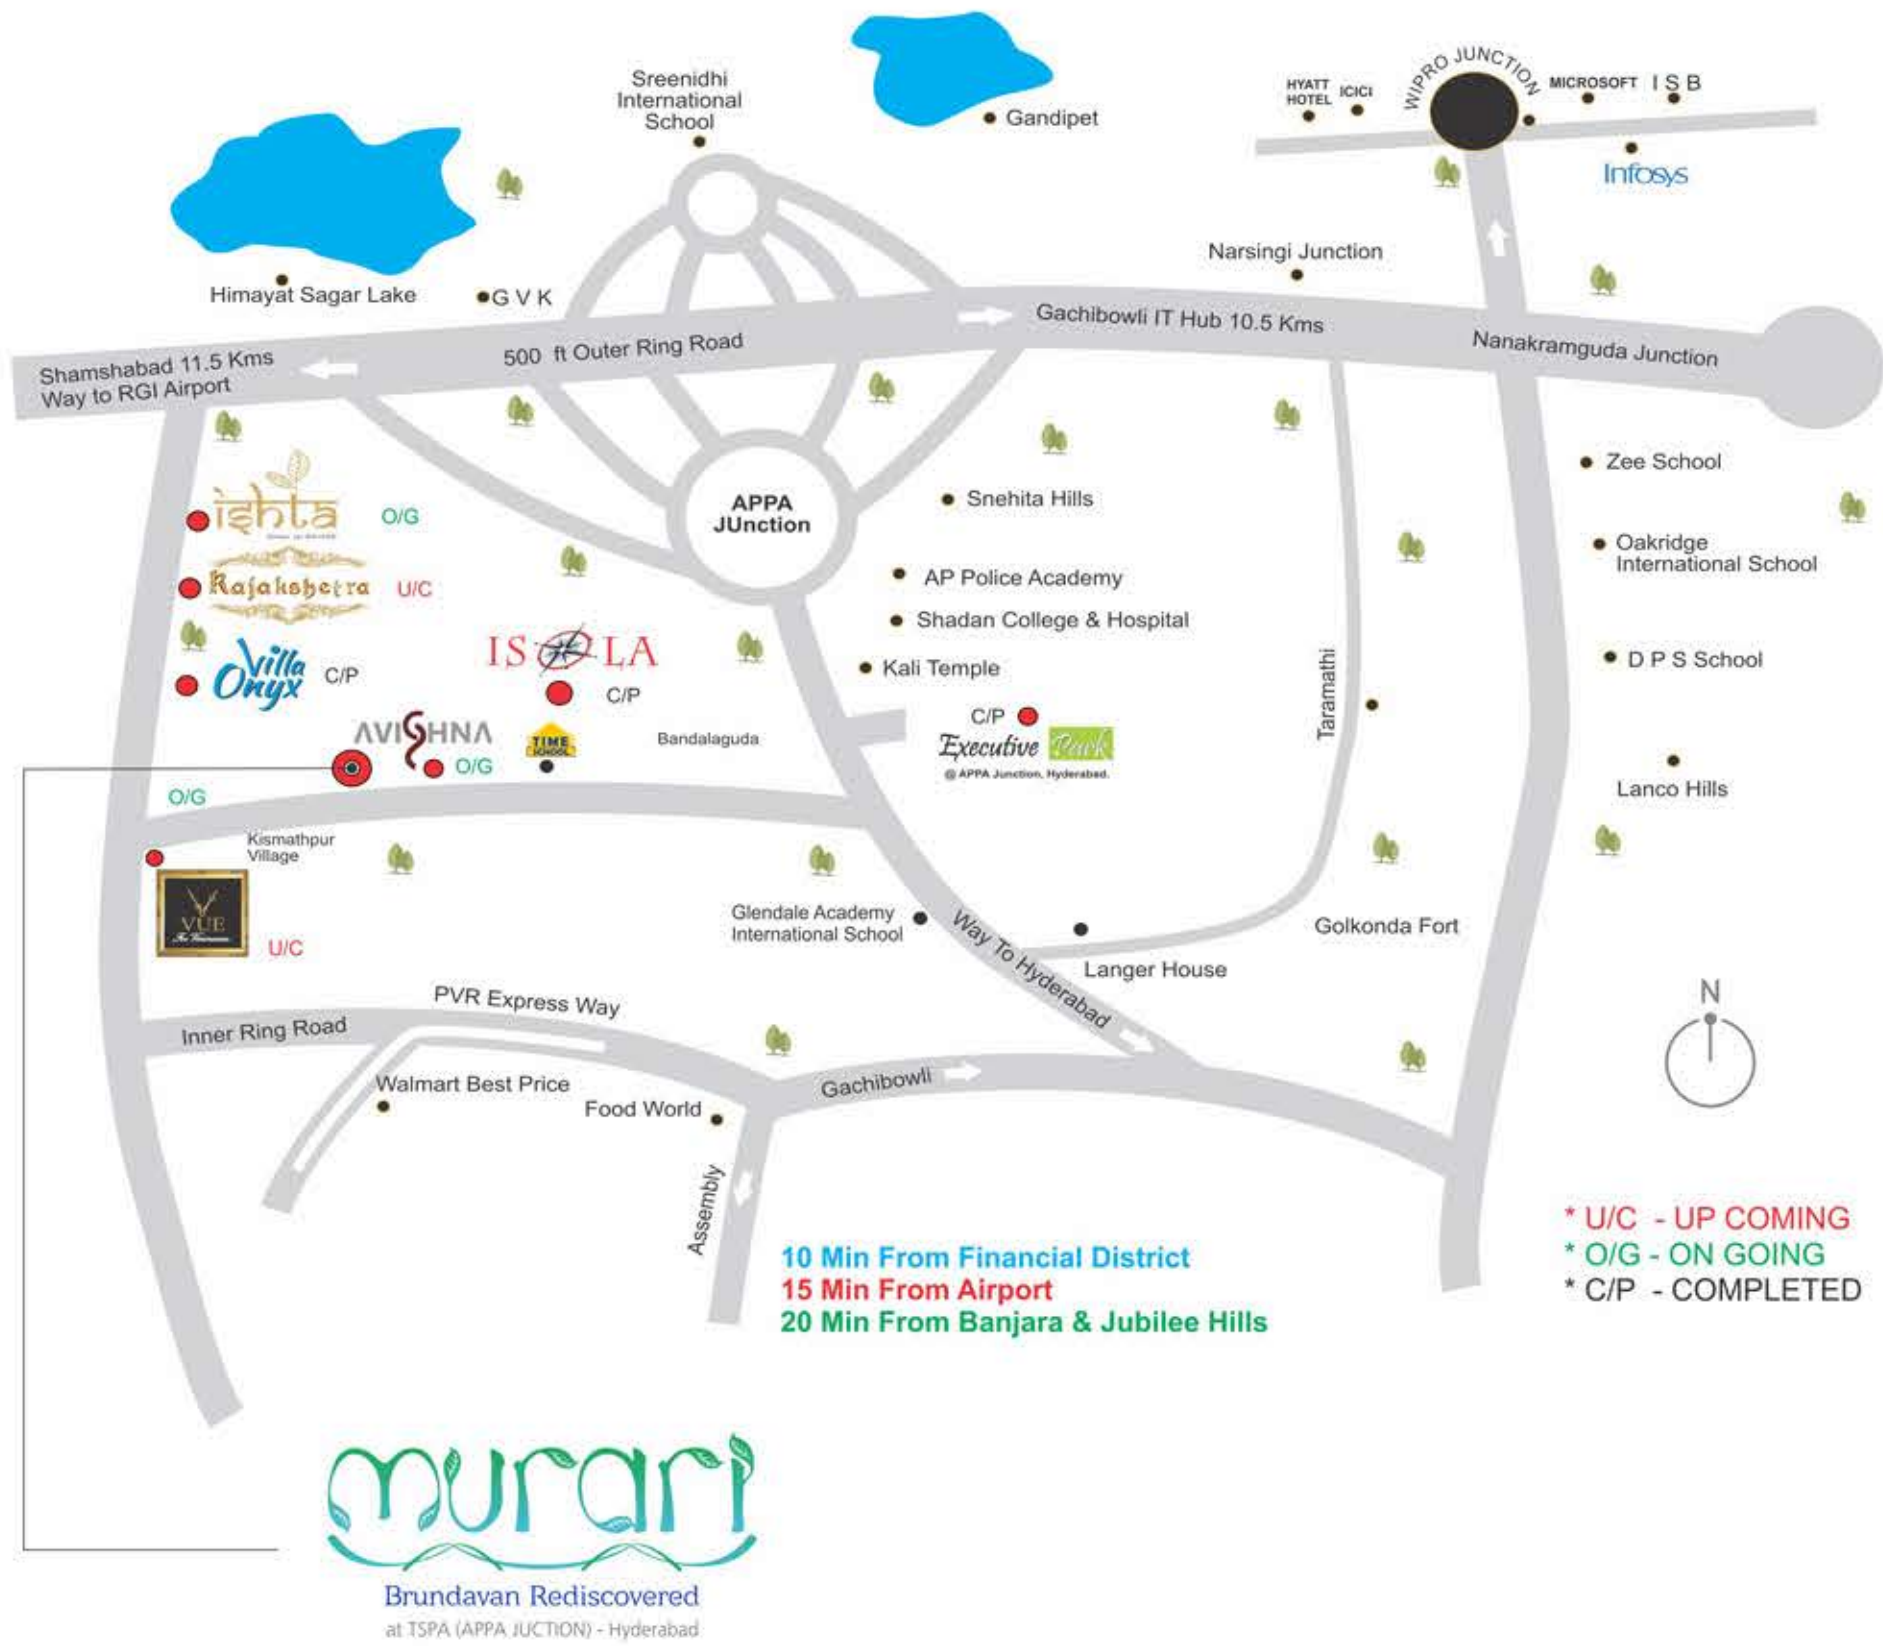 Sreenidhi
International
School
Gandipet
HYATT
HOTEL
ICICI
WIPRO JUNCTION
MICROSOFT
I S B
Infosys
Himayat Sagar Lake
G V K
Narsingi Junction
Shamshabad 11.5 Kms
Way to RGI Airport
500 ft Outer Ring Road
Gachibowli IT Hub 10.5 Kms
Nanakramguda Junction
ishta
O/G
Rajakshetra
U/C
Villa
Onyx
C/P
ISOLA
C/P
AVISHNA
O/G
TIME
SCHOOL
Bandalaguda
O/G
APPA
JUnction
Snehita Hills
AP Police Academy
Shadan College & Hospital
Kali Temple
C/P
Executive Park
@ APPA Junction, Hyderabad.
Taramathi
Zee School
Oakridge
International School
D P S School
Lanco Hills
Kismathpur
Village
VUE
U/C
Glendale Academy
International School
Way To Hyderabad
Langer House
Golkonda Fort
N
PVR Express Way
Inner Ring Road
Walmart Best Price
Food World
Gachibowli
Assembly
10 Min From Financial District
15 Min From Airport
20 Min From Banjara & Jubilee Hills
* U/C - UP COMING
* O/G - ON GOING
* C/P - COMPLETED
murari
Brundavan Rediscovered
at TSPA (APPA JUCTION) - Hyderabad